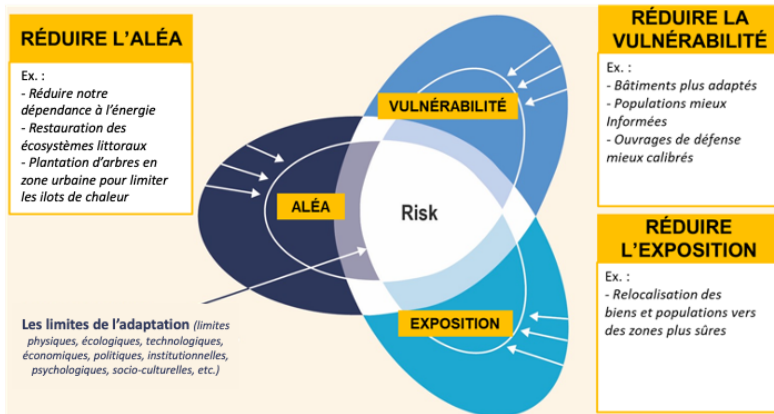 RÉDUIRE L'ALÉA
Ex. :
- Réduire notre
dépendance à l'énergie
- Restauration des
écosystèmes littoraux
- Plantation d'arbres en
zone urbaine pour limiter
les ilots de chaleur
VULNÉRABILITÉ
ALÉA
Risk
EXPOSITION
Les limites de l'adaptation (limites
physiques, écologiques, technologiques,
économiques, politiques, institutionnelles,
psychologiques, socio-culturelles, etc.)
RÉDUIRE LA
VULNÉRABILITÉ
Ex. :
- Bâtiments plus adaptés
- Populations mieux
Informées
- Ouvrages de défense
mieux calibrés
RÉDUIRE
L'EXPOSITION
Ex. :
- Relocalisation des
biens et populations vers
des zones plus sûres